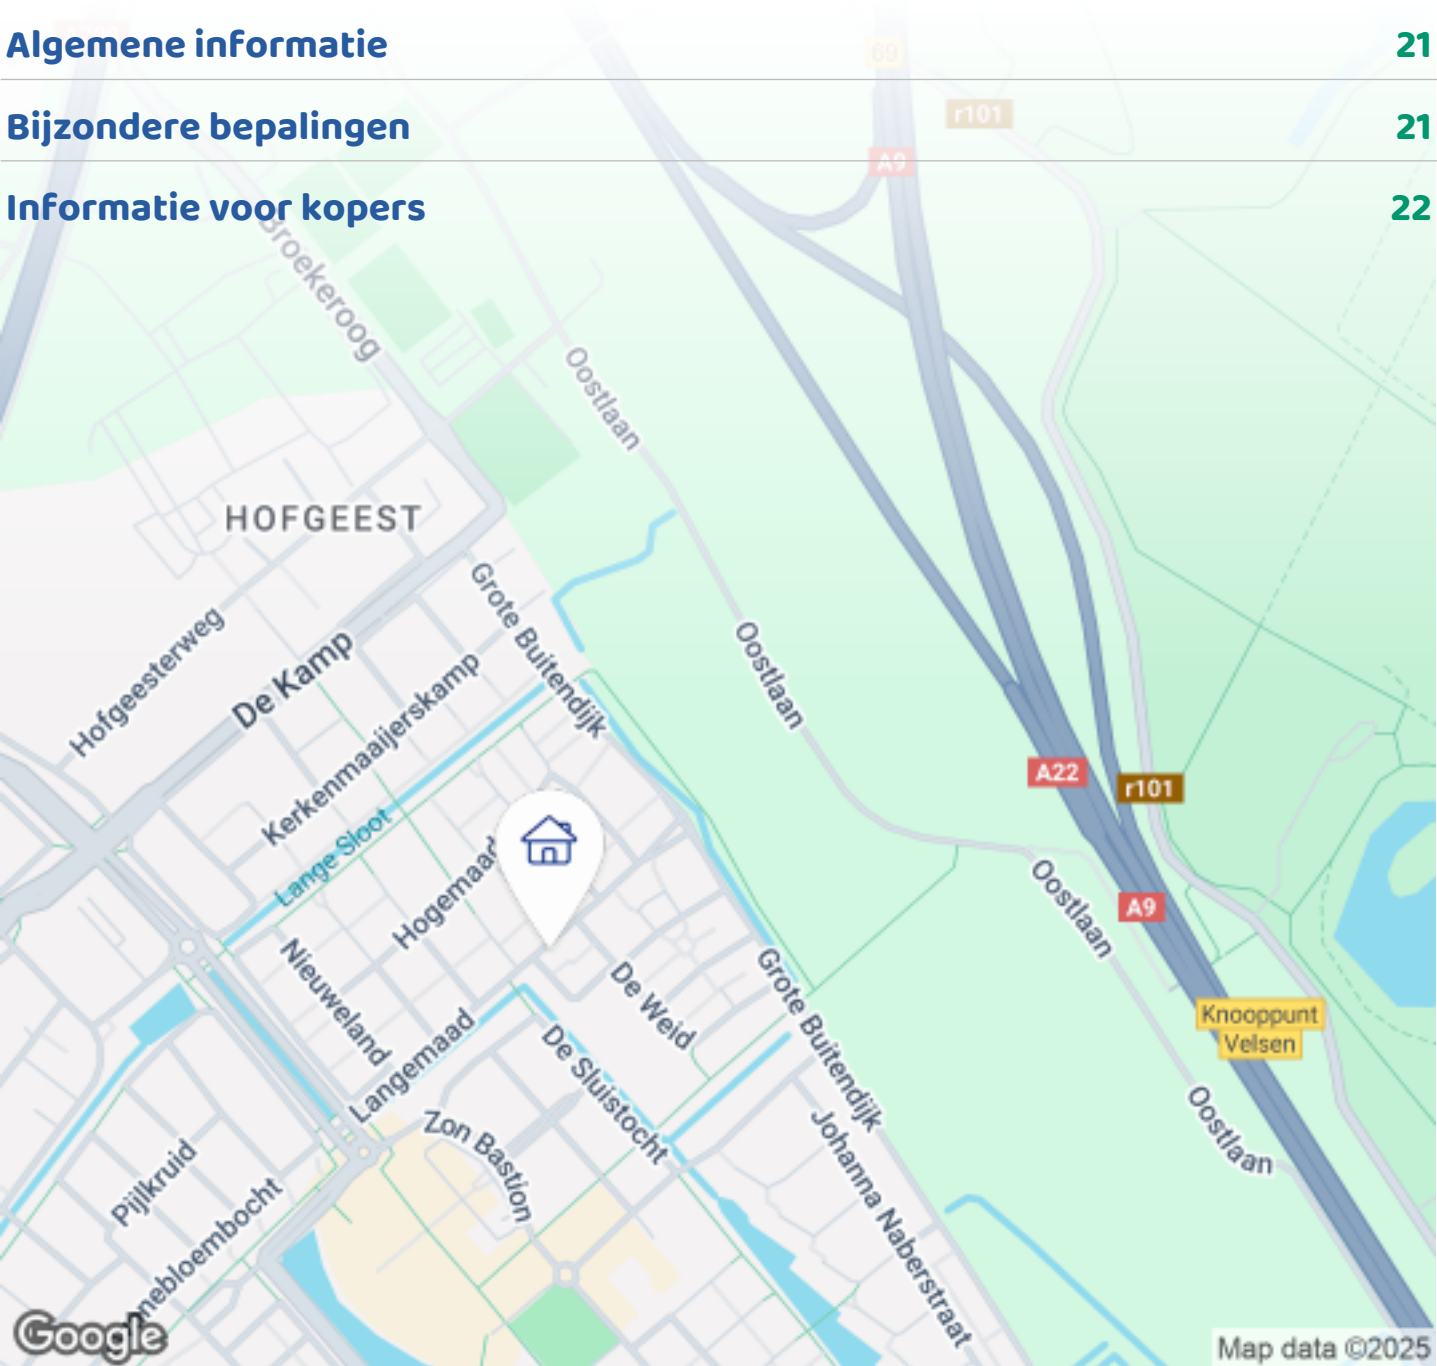 Algemene informatie 21
Bijzondere bepalingen 21
Informatie voor kopers 22
69
r101
A9
Broekeroog
Oostlaan
HOFGEEST
Grote Buitendijk
Hofgeesterweg
De Kamp
Kerkenmaaijerskamp
Oostlaan
A22
r101
Lange Sloot
Hogemaad
Oostlaan
A9
Nieuweland
De Weid
Grote Buitendijk
Knooppunt
Velsen
Langemaad
De Sluistocht
Zon Bastion
Oostlaan
Pijlkruid
Johanna Naberstraat
nebloembocht
Google
Map data ©2025